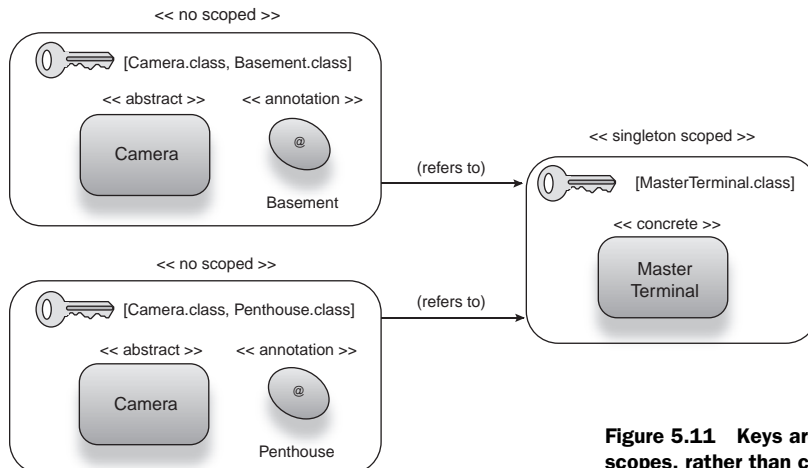 << no scoped >>
[Camera.class, Basement.class]
<< abstract >>
<< annotation >>
Camera
@
Basement
(refers to)
<< singleton scoped >>
[MasterTerminal.class]
<< concrete >>
Master
Terminal
<< no scoped >>
[Camera.class, Penthouse.class]
<< abstract >>
<< annotation >>
Camera
@
Penthouse
(refers to)
Figure 5.11 Keys ar
scopes, rather than c